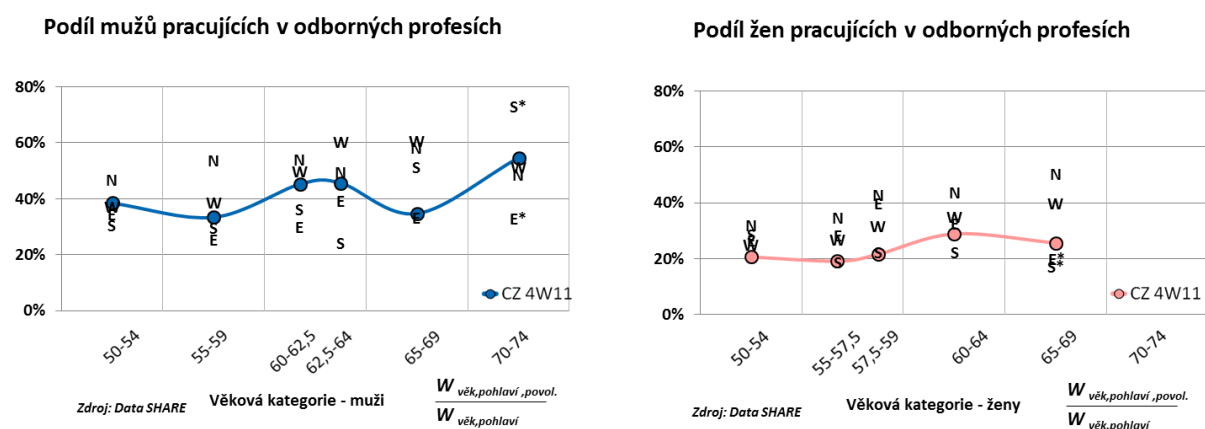 Podíl mužů pracujících v odborných profesích
80%
60%
40%
20%
0%
N W E S
N W S E
N W S E
W N E S
W N S E
S* W N E*
CZ 4W11
50-54
55-59
60-62,5
62,5-64
65-69
70-74
Zdroj: Data SHARE
Věková kategorie - muži
W věk,pohlaví ,povol.
W věk,pohlaví
Podíl žen pracujících v odborných profesích
80%
60%
40%
20%
0%
N S E W
N E W S
N E W S
N W E S
N W E* S*
CZ 4W11
50-54
55-57,5
57,5-59
60-64
65-69
70-74
Zdroj: Data SHARE
Věková kategorie - ženy
W věk,pohlaví ,povol.
W věk,pohlaví